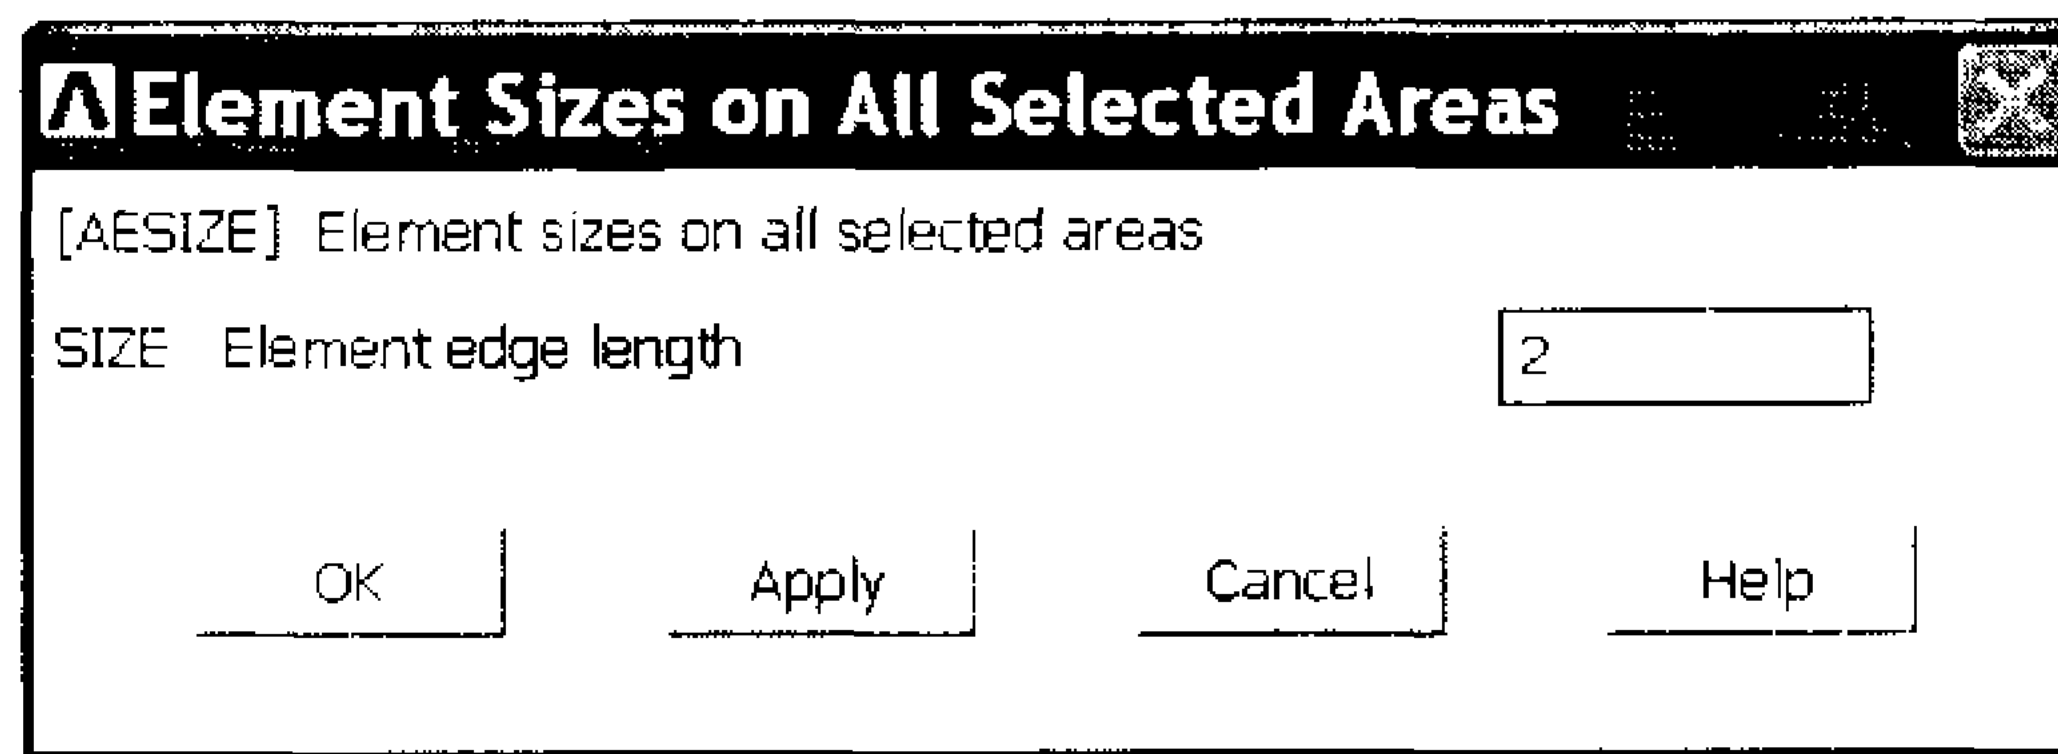 Element Sizes on All Selected Areas
[AESIZE] Element sizes on all selected areas
SIZE Element edge length 2
OK Apply Cancel Help